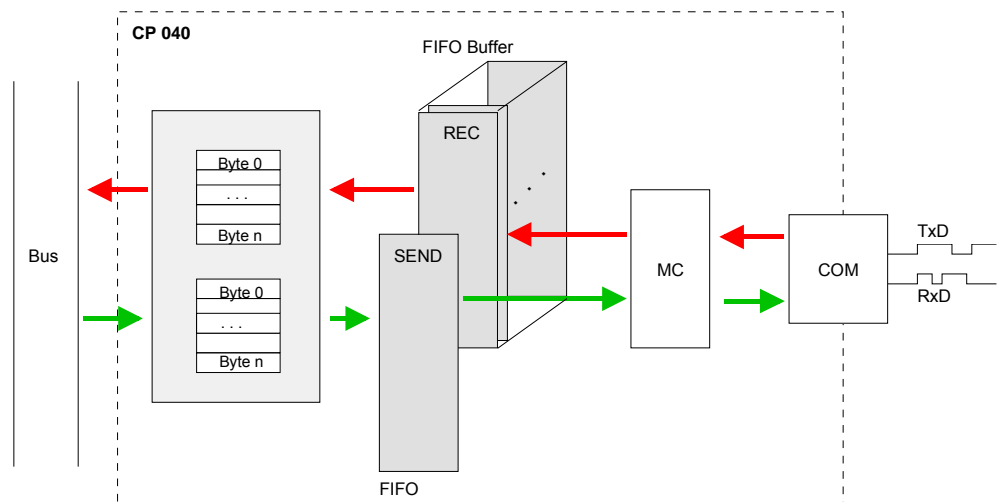 CP 040
FIFO Buffer
REC
Byte 0
. . .
Byte n
Bus
SEND
MC
COM
TxD
RxD
Byte 0
. . .
Byte n
FIFO